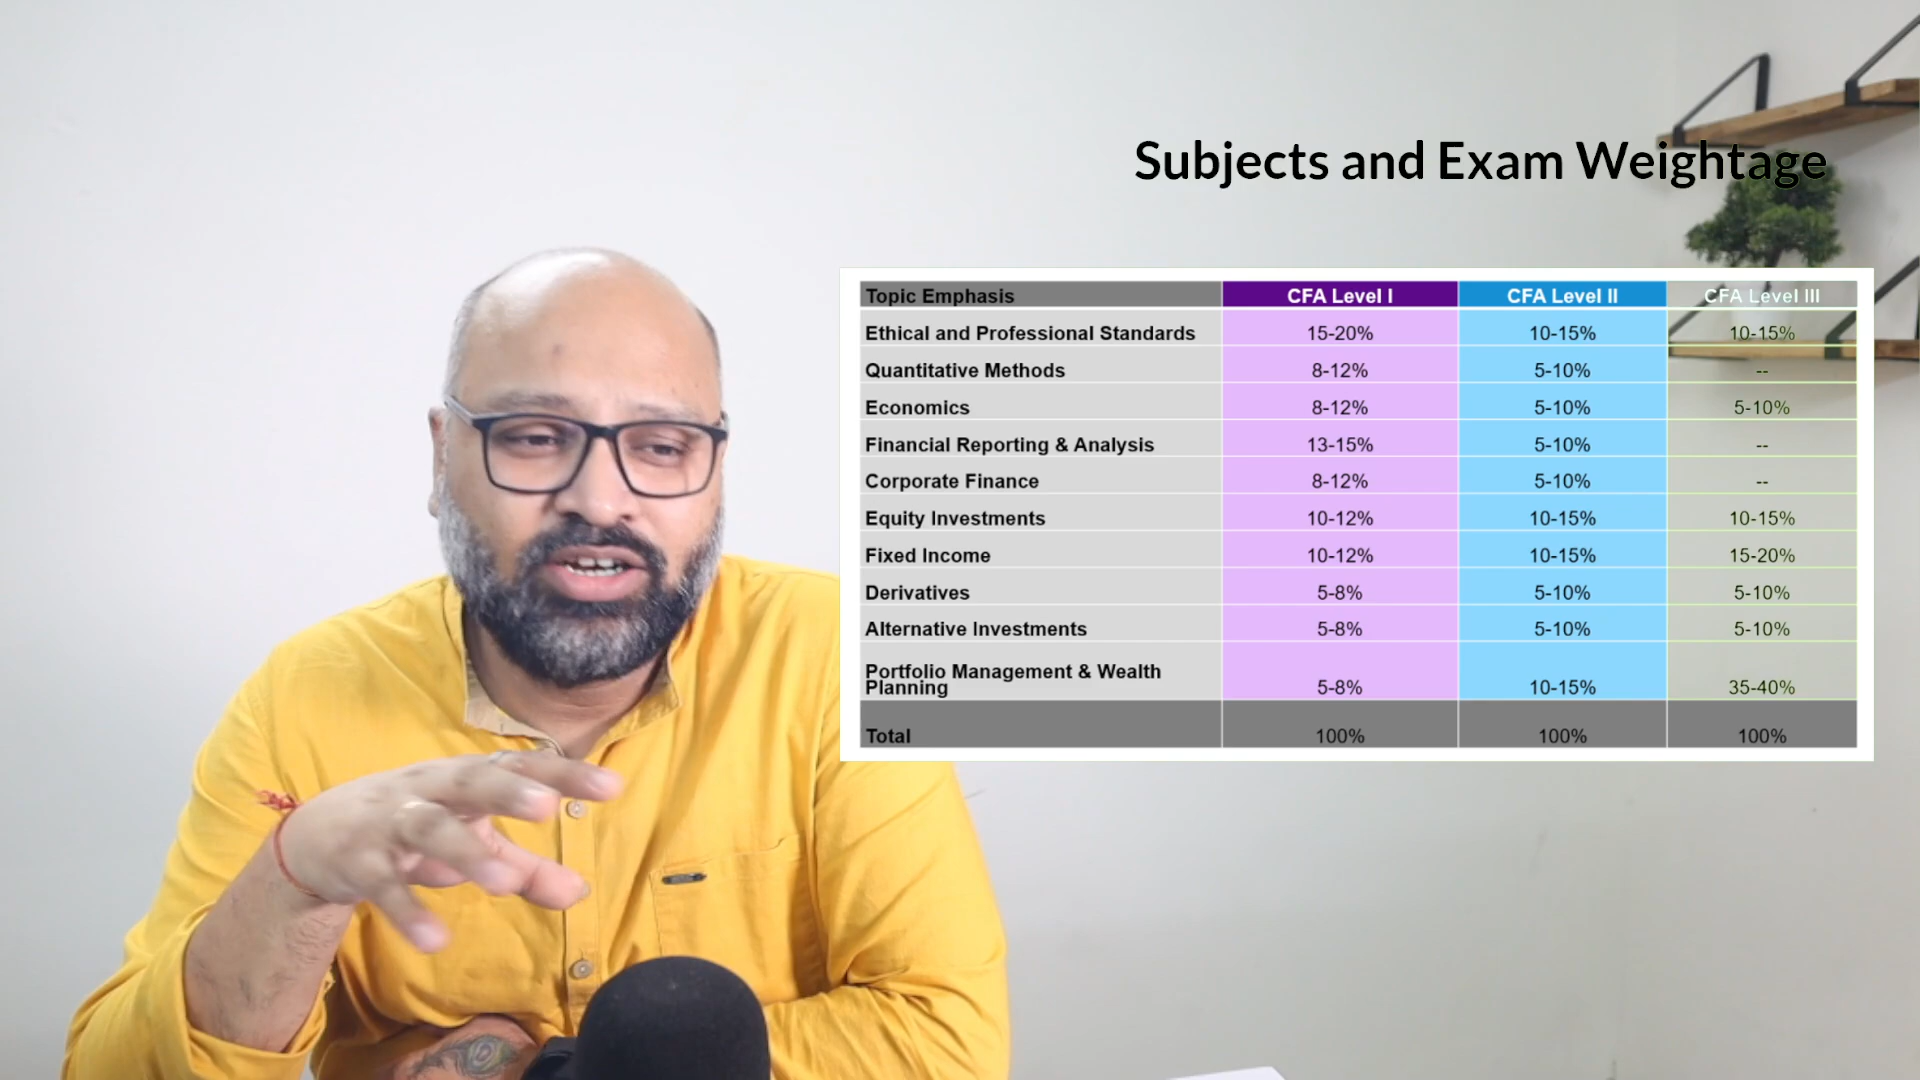 Subjects and Exam Weightage
Topic Emphasis CFA Level I CFA Level II CFA Level III
Ethical and Professional Standards 15-20% 10-15% 10-15%
Quantitative Methods 8-12% 5-10% --
Economics 8-12% 5-10% 5-10%
Financial Reporting & Analysis 13-15% 5-10% --
Corporate Finance 8-12% 5-10% --
Equity Investments 10-12% 10-15% 10-15%
Fixed Income 10-12% 10-15% 15-20%
Derivatives 5-8% 5-10% 5-10%
Alternative Investments 5-8% 5-10% 5-10%
Portfolio Management & Wealth
Planning 5-8% 10-15% 35-40%
Total 100% 100% 100%